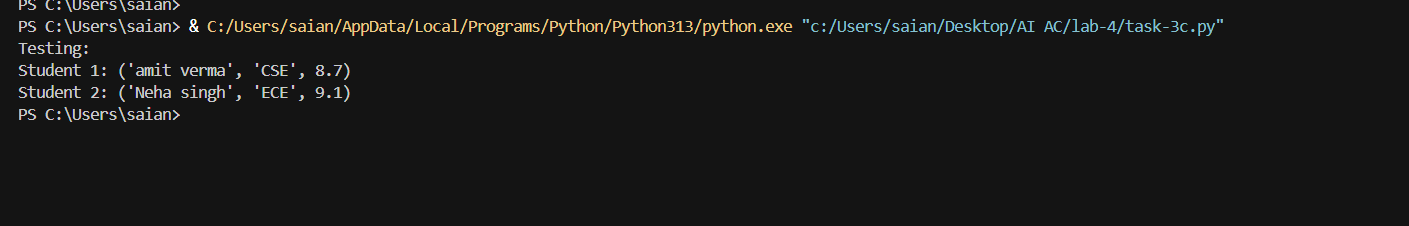 PS C:\Users\saian>
PS C:\Users\saian> & C:/Users/saian/AppData/Local/Programs/Python/Python313/python.exe "c:/Users/saian/Desktop/AI AC/lab-4/task-3c.py"
Testing:
Student 1: ('amit verma', 'CSE', 8.7)
Student 2: ('Neha singh', 'ECE', 9.1)
PS C:\Users\saian>